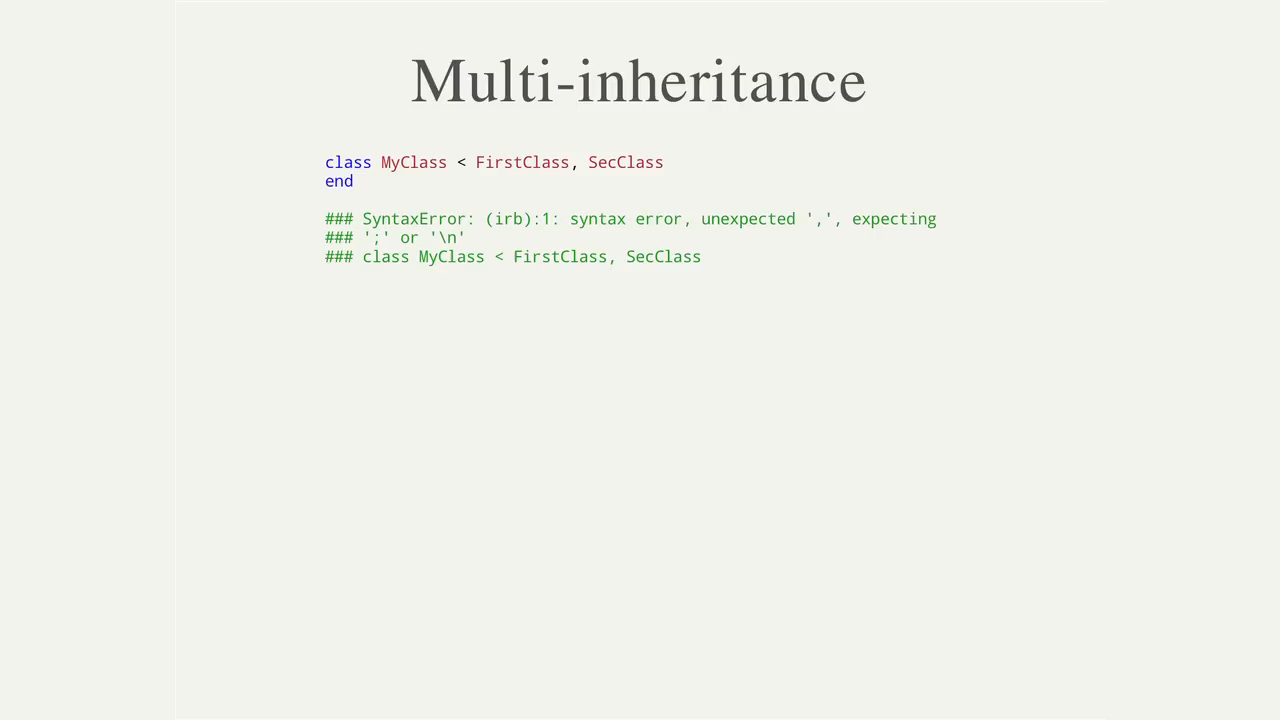 Multi-inheritance
class MyClass < FirstClass, SecClass
end
### SyntaxError: (irb):1: syntax error, unexpected ',', expecting
### ';' or '\n'
### class MyClass < FirstClass, SecClass